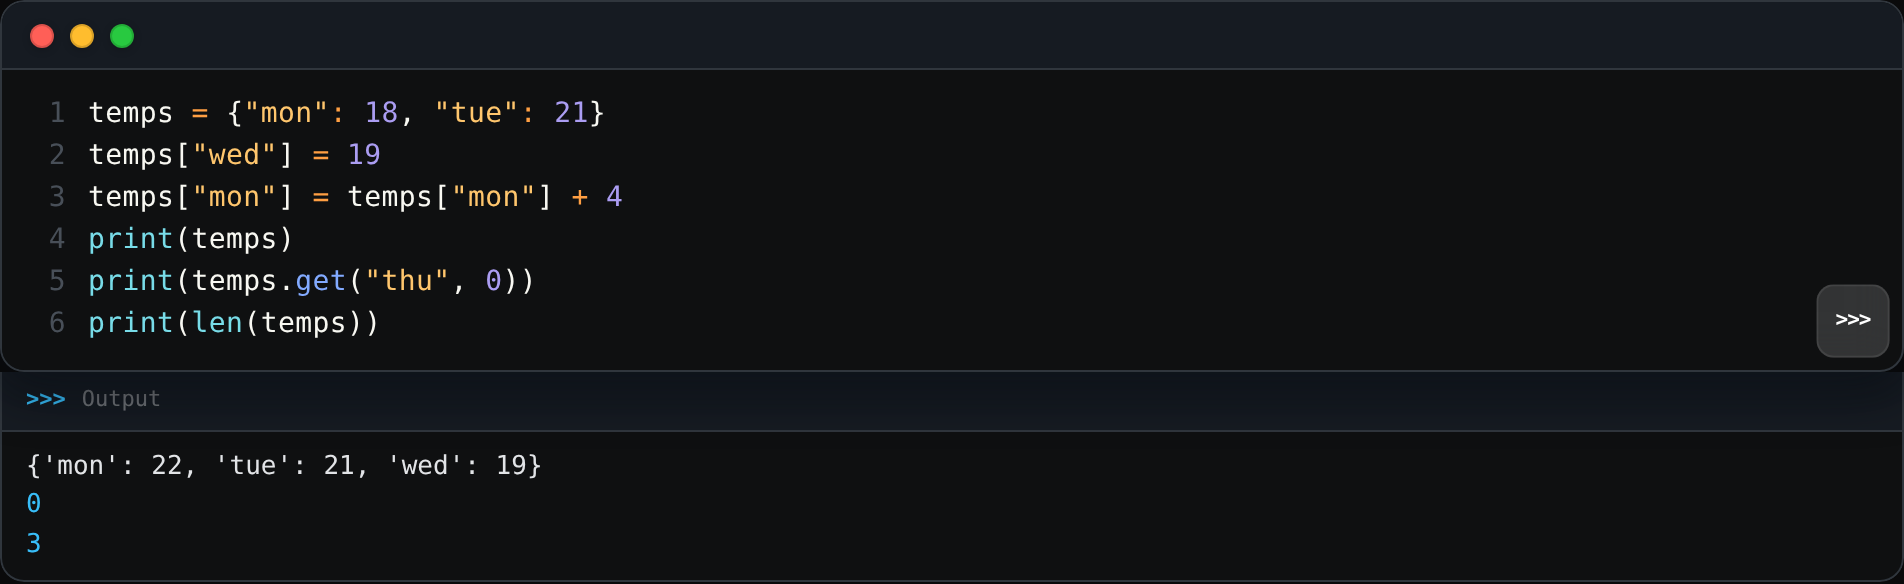 1 temps = {"mon": 18, "tue": 21}
2 temps["wed"] = 19
3 temps["mon"] = temps["mon"] + 4
4 print(temps)
5 print(temps.get("thu", 0))
6 print(len(temps))
>>>
>>> Output
{'mon': 22, 'tue': 21, 'wed': 19}
0
3